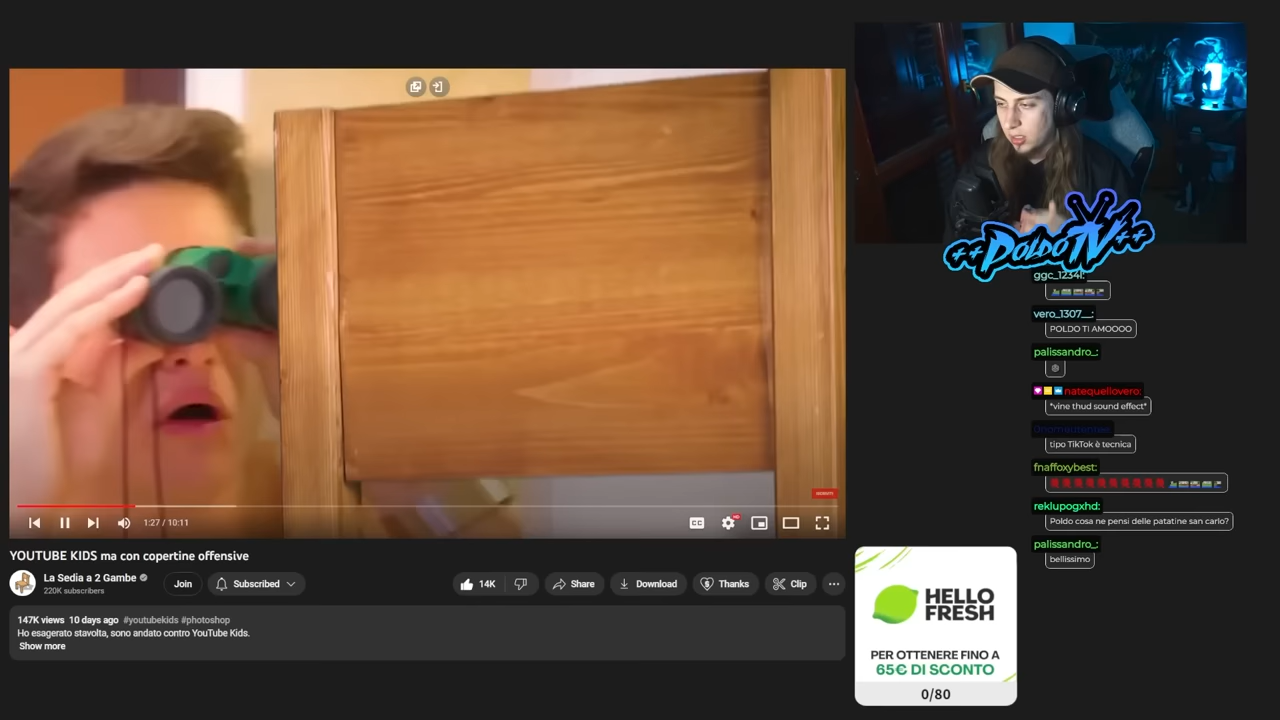 1:27 / 10:11
CC
HD
YOUTUBE KIDS ma con copertine offensive
La Sedia a 2 Gambe
220K subscribers
Join
Subscribed
14K
Share
Download
Thanks
Clip
147K views 10 days ago #youtubekids #photoshop
Ho esagerato stavolta, sono andato contro YouTube Kids.
Show more
++POLDOTV++
ggc_1234l:
vero_1307__:
POLDO TI AMOOOO
palissandro_:
natequellovero:
*vine thud sound effect*
tipo TikTok è tecnica
fnaffoxybest:
reklupogxhd:
Poldo cosa ne pensi delle patatine san carlo?
palissandro_:
bellissimo
HELLO
FRESH
PER OTTENERE FINO A
65€ DI SCONTO
0/80